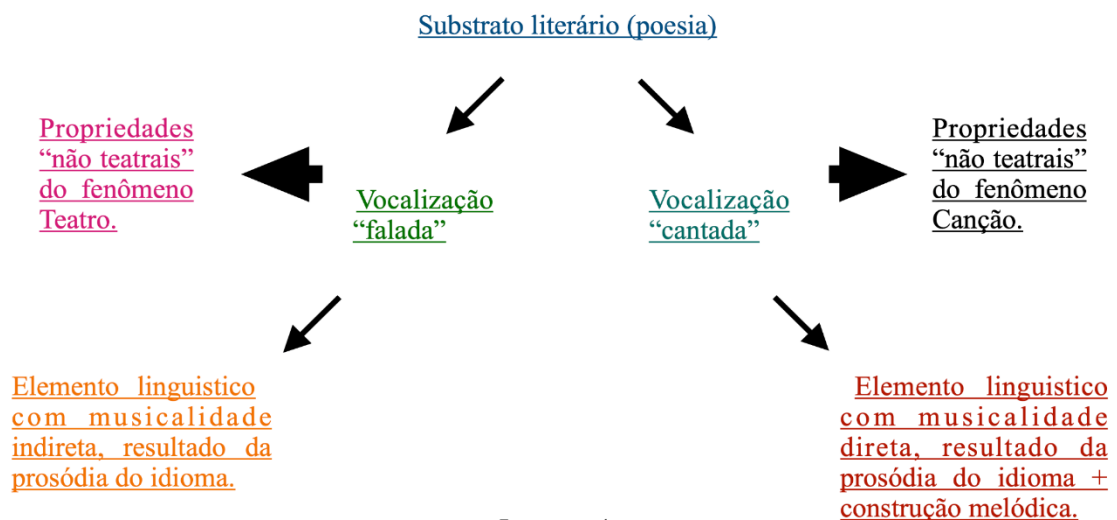 Substrato literário (poesia)
Propriedades
“não teatrais”
do fenômeno
Teatro.
Vocalização
“falada”
Vocalização
“cantada”
Propriedades
“não teatrais”
do fenômeno
Canção.
Elemento linguistico
com musicalidade
indireta, resultado da
prosódia do idioma.
Elemento linguistico
com musicalidade
direta, resultado da
prosódia do idioma +
construção melódica.